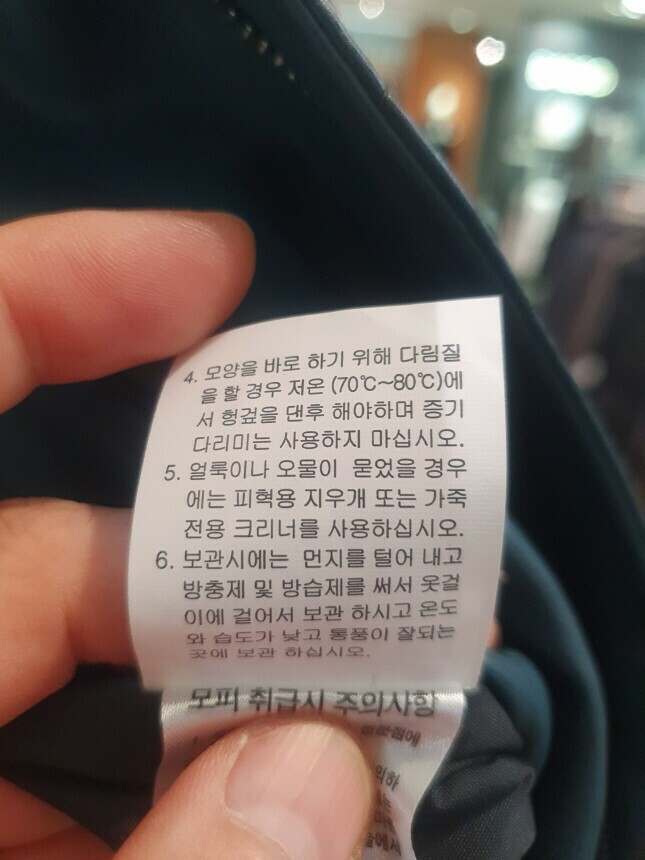 4. 모양을 바로 하기 위해 다림질
을 할 경우 저온 (70℃~80℃)에
서 헝겊을 댄후 해야하며 증기
다리미는 사용하지 마십시오.
5. 얼룩이나 오물이 묻었을 경우
에는 피혁용 지우개 또는 가죽
전용 크리너를 사용하십시오.
6. 보관시에는 먼지를 털어 내고
방충제 및 방습제를 써서 옷걸
이에 걸어서 보관 하시고 온도
와 습도가 낮고 통풍이 잘되는
곳에 보관 하십시오.
모피 취급시 주의사항